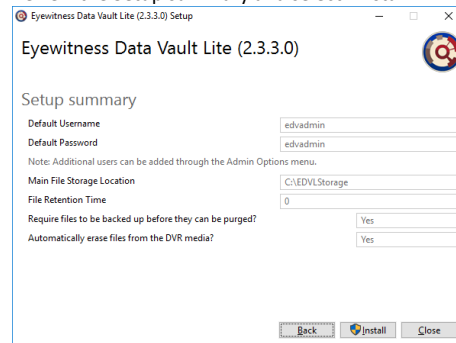 Eyewitness Data Vault Lite (2.3.3.0) Setup
Eyewitness Data Vault Lite (2.3.3.0)
Setup summary
Default Username edvadmin
Default Password edvadmin
Note: Additional users can be added through the Admin Options menu.
Main File Storage Location C:\EDVLStorage
File Retention Time 0
Require files to be backed up before they can be purged? Yes
Automatically erase files from the DVR media? Yes
Back Install Close